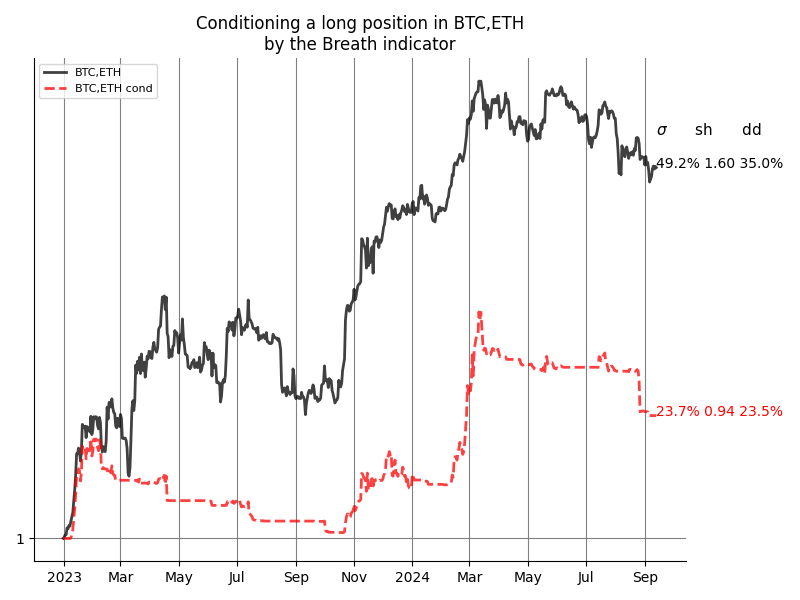 Conditioning a long position in BTC,ETH
by the Breath indicator
BTC,ETH
BTC,ETH cond
σ sh dd
49.2% 1.60 35.0%
23.7% 0.94 23.5%
1
2023 Mar May Jul Sep Nov 2024 Mar May Jul Sep